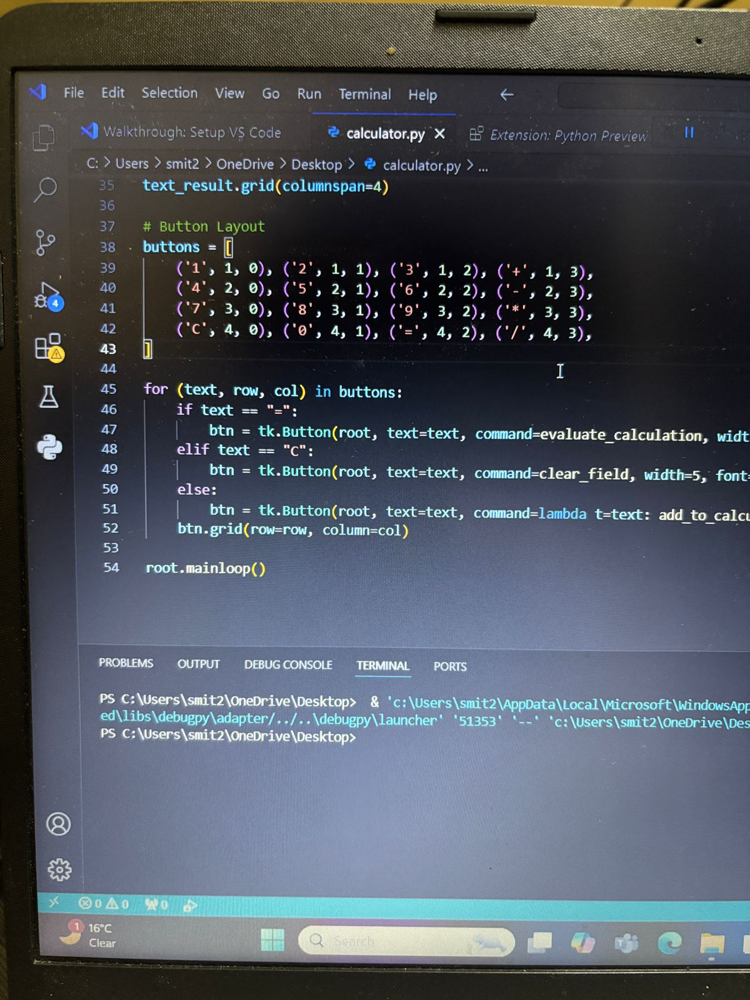 File Edit Selection View Go Run Terminal Help
Walkthrough: Setup VS Code calculator.py Extension: Python Preview
C: > Users > smit2 > OneDrive > Desktop > calculator.py > ...
35 text_result.grid(columnspan=4)
36
37 # Button Layout
38 buttons = [
39 ('1', 1, 0), ('2', 1, 1), ('3', 1, 2), ('+', 1, 3),
40 ('4', 2, 0), ('5', 2, 1), ('6', 2, 2), ('-', 2, 3),
41 ('7', 3, 0), ('8', 3, 1), ('9', 3, 2), ('*', 3, 3),
42 ('C', 4, 0), ('0', 4, 1), ('=', 4, 2), ('/', 4, 3),
43 ]
44
45 for (text, row, col) in buttons:
46 if text == "=":
47 btn = tk.Button(root, text=text, command=evaluate_calculation, widt
48 elif text == "C":
49 btn = tk.Button(root, text=text, command=clear_field, width=5, font=
50 else:
51 btn = tk.Button(root, text=text, command=lambda t=text: add_to_calcu
52 btn.grid(row=row, column=col)
53
54 root.mainloop()
4
PROBLEMS OUTPUT DEBUG CONSOLE TERMINAL PORTS
PS C:\Users\smit2\OneDrive\Desktop> & 'c:\Users\smit2\AppData\Local\Microsoft\WindowsApp
ed\libs\debugpy\adapter/../..\debugpy\launcher' '51353' '--' 'c:\Users\smit2\OneDrive\Des
PS C:\Users\smit2\OneDrive\Desktop>
0 0 0
1 16°C
Clear
Search